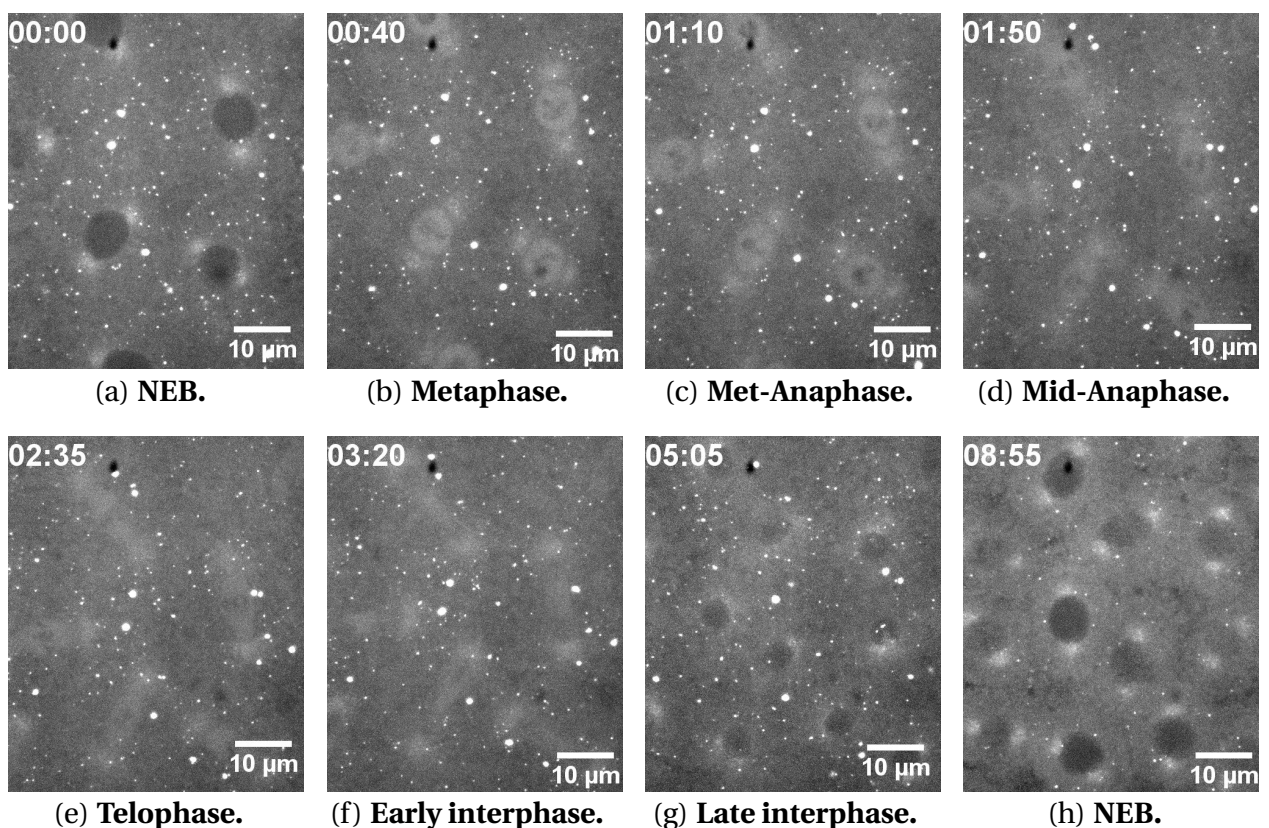 00:00 00:40 01:10 01:50
10 µm 10 µm 10 µm 10 µm
(a) NEB. (b) Metaphase. (c) Met-Anaphase. (d) Mid-Anaphase.
02:35 03:20 05:05 08:55
10 µm 10 µm 10 µm 10 µm
(e) Telophase. (f) Early interphase. (g) Late interphase. (h) NEB.